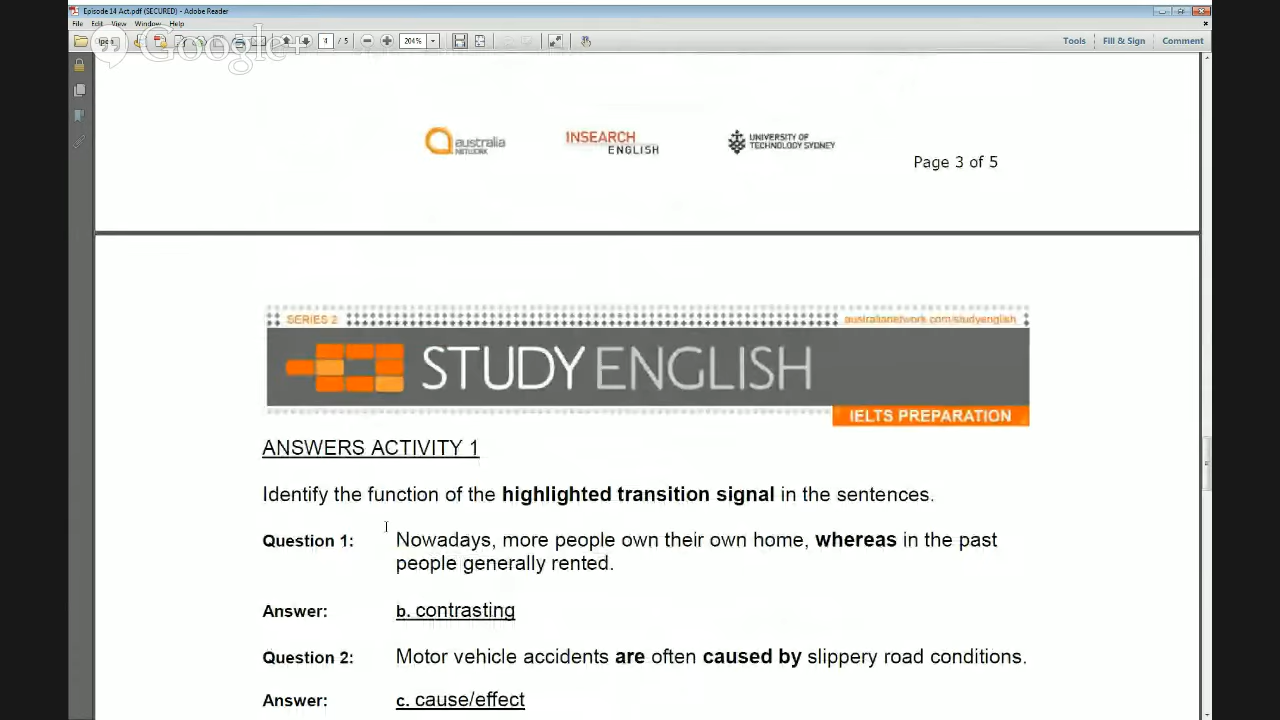 Episode 14 Act.pdf (SECURED) - Adobe Reader
File Edit View Window Help
Google+
4 / 5 204% Tools Fill & Sign Comment
australia NETWORK
INSEARCH ENGLISH
UNIVERSITY OF TECHNOLOGY SYDNEY
Page 3 of 5
SERIES 2 australianetwork.com/studyenglish
STUDY ENGLISH
IELTS PREPARATION
ANSWERS ACTIVITY 1
Identify the function of the highlighted transition signal in the sentences.
Question 1: Nowadays, more people own their own home, whereas in the past
people generally rented.
Answer: b. contrasting
Question 2: Motor vehicle accidents are often caused by slippery road conditions.
Answer: c. cause/effect